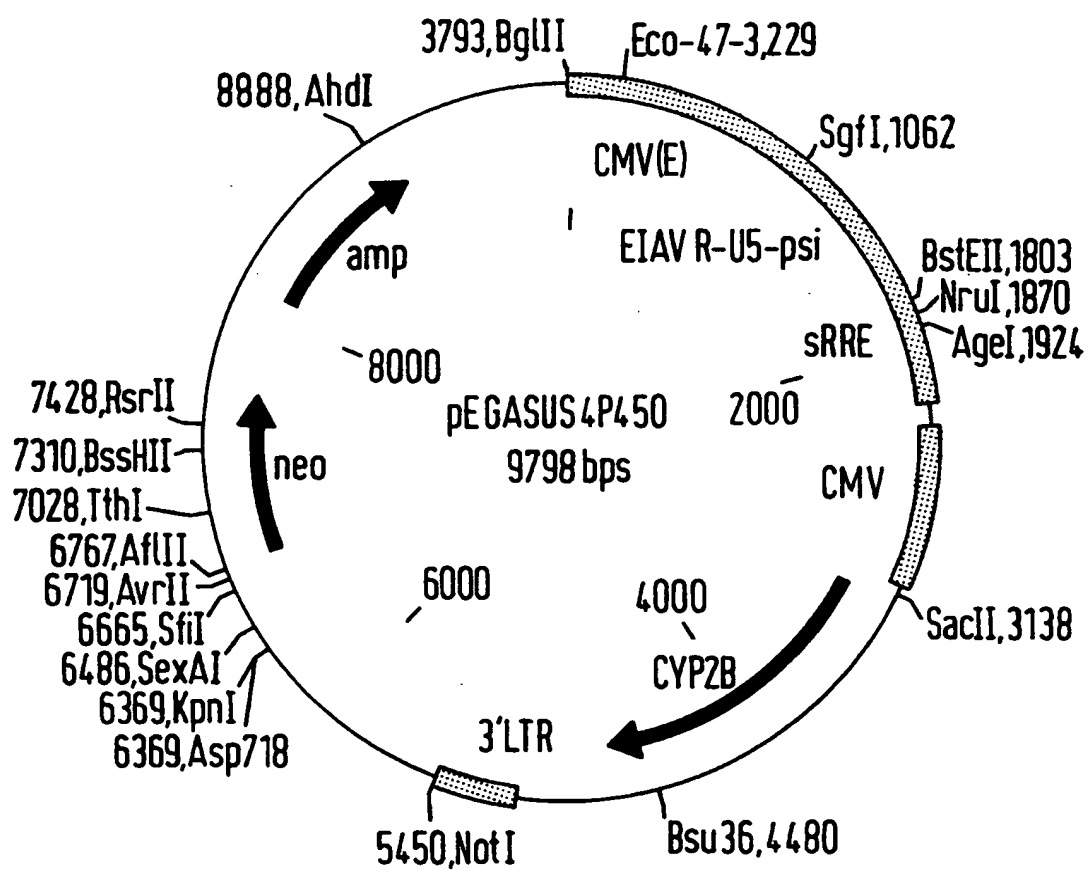 3793,BglII
Eco-47-3,229
8888,AhdI
SgfI,1062
CMV(E)
EIAV R-U5-psi
amp
BstEII,1803
NruI,1870
AgeI,1924
sRRE
8000
2000
7428,RsrII
pEGASUS4P450
7310,BssHII
9798 bps
neo
CMV
7028,TthI
6767,AflII
6719,AvrII
6000
4000
6665,SfiI
SacII,3138
6486,SexAI
CYP2B
6369,KpnI
6369,Asp718
3'LTR
5450,NotI
Bsu36,4480